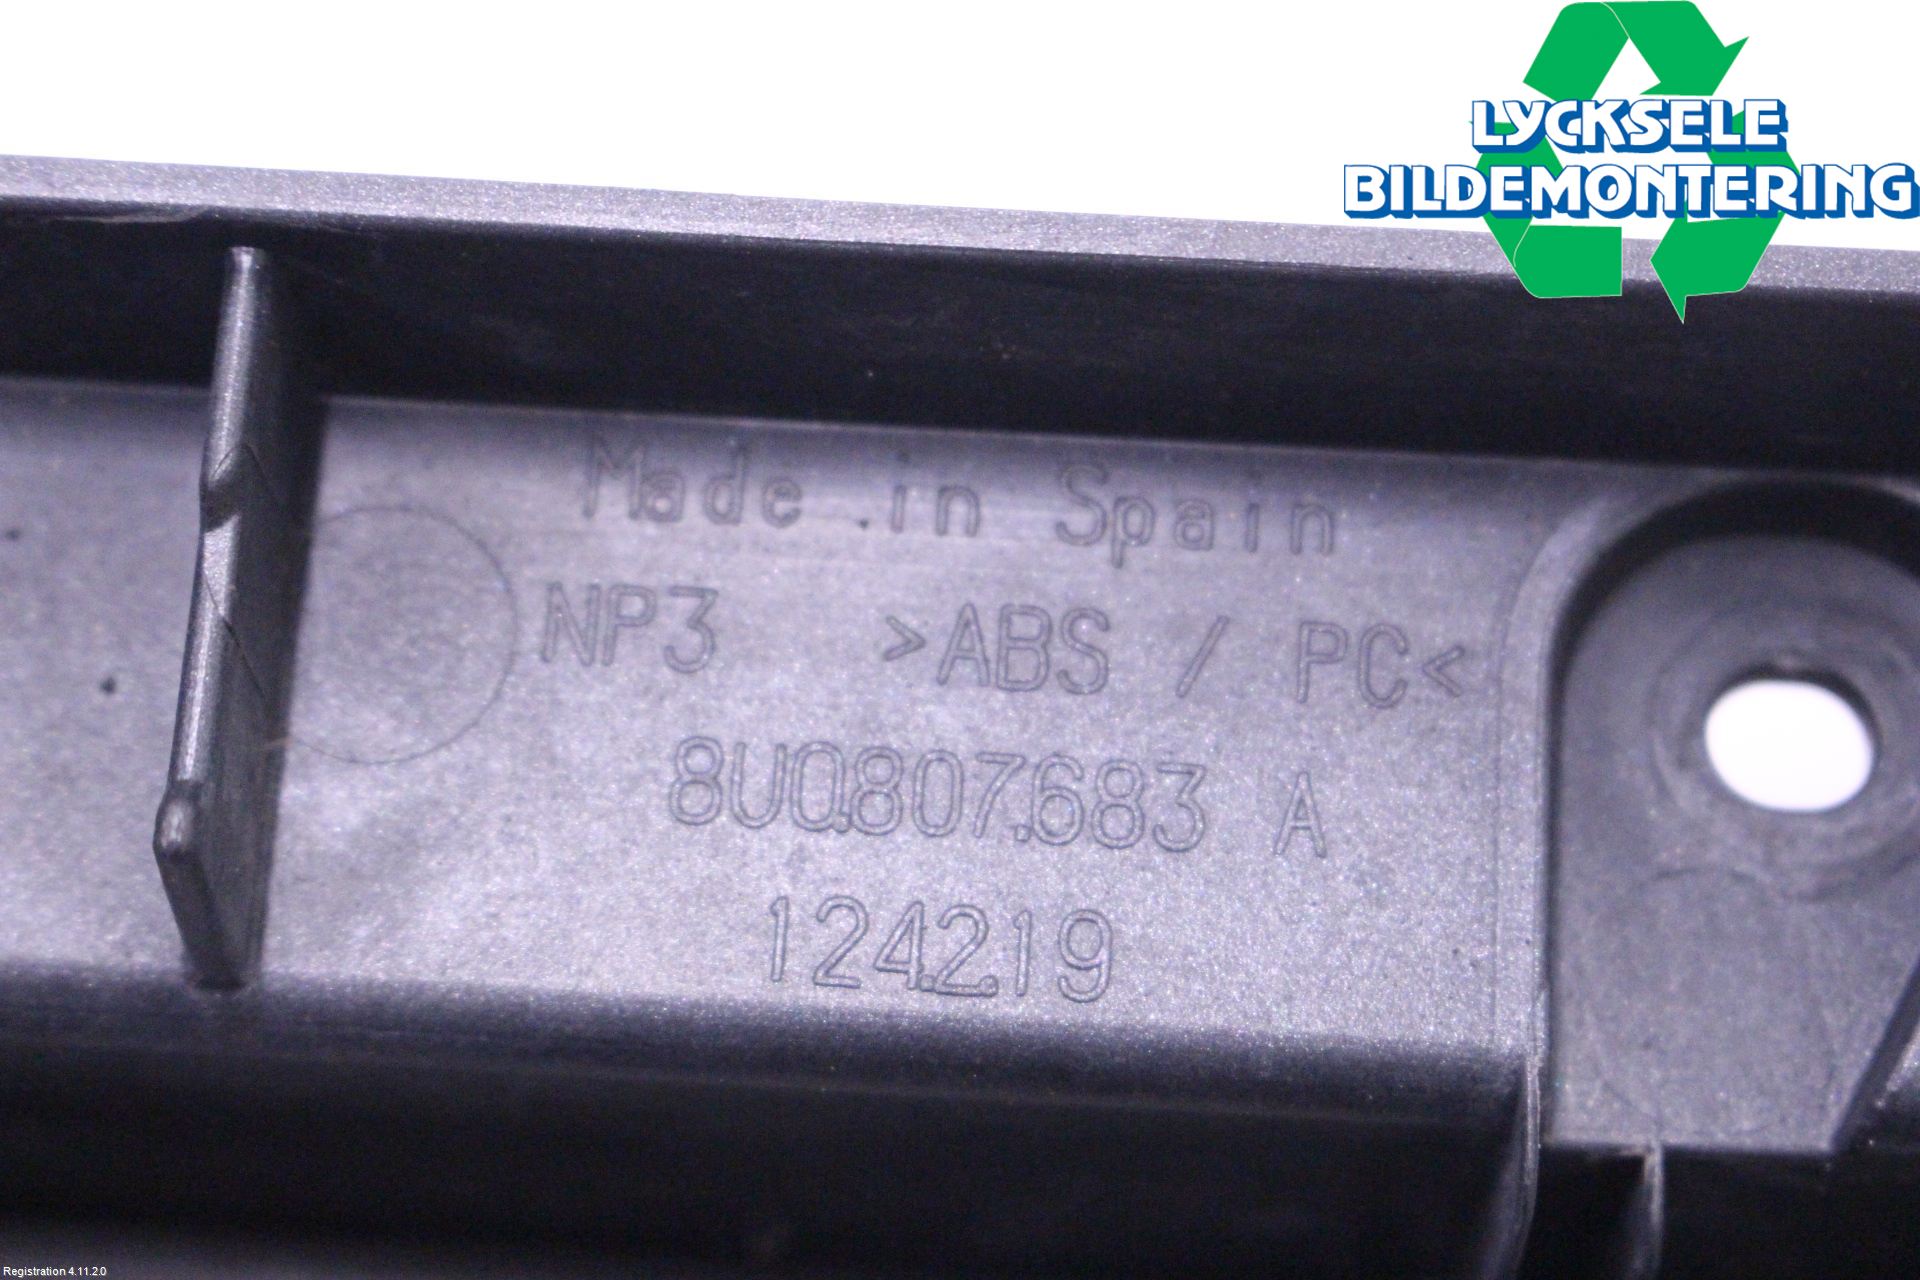 LYCKSELE
BILDEMONTERING
Made in Spain
NP3 >ABS / PC<
8U0.807.683 A
124.2.19
Registration 4.11.2.0